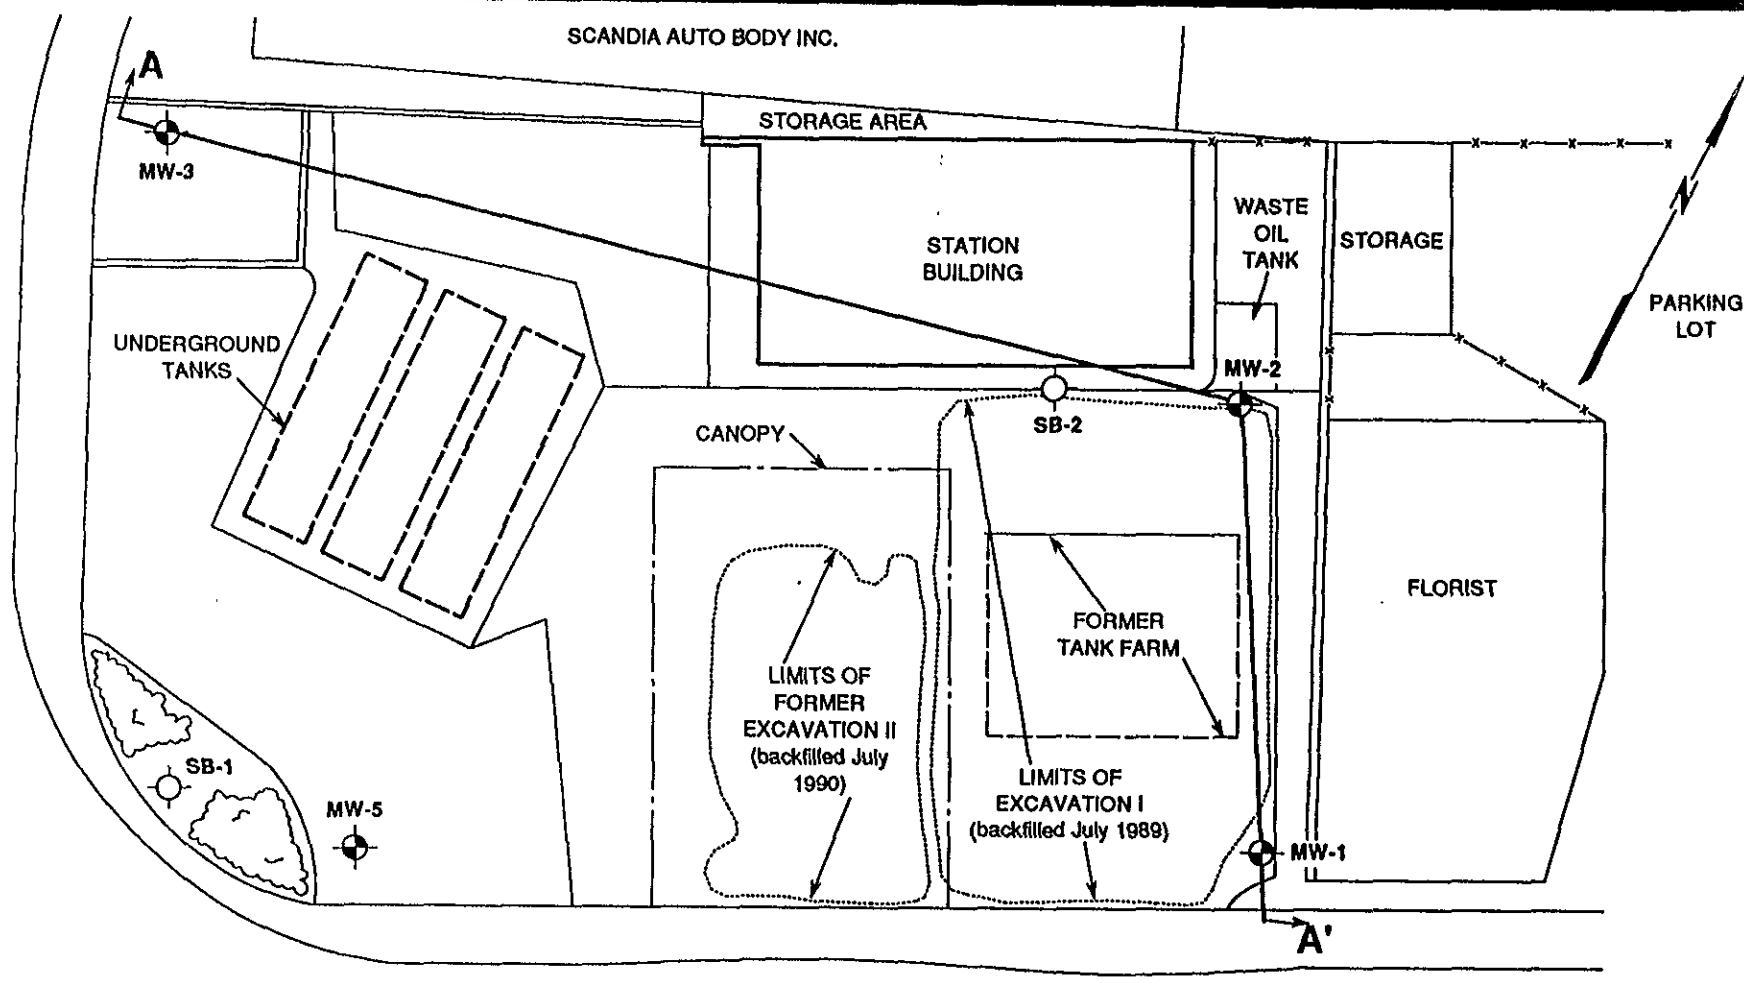 SCANDIA AUTO BODY INC.
A
STORAGE AREA
MW-3
WASTE
OIL
TANK
STORAGE
N
STATION
BUILDING
PARKING
LOT
UNDERGROUND
TANKS
MW-2
SB-2
CANOPY
FLORIST
FORMER
TANK FARM
LIMITS OF
FORMER
EXCAVATION II
(backfilled July
1990)
SB-1
LIMITS OF
EXCAVATION I
(backfilled July 1989)
MW-5
MW-1
A'